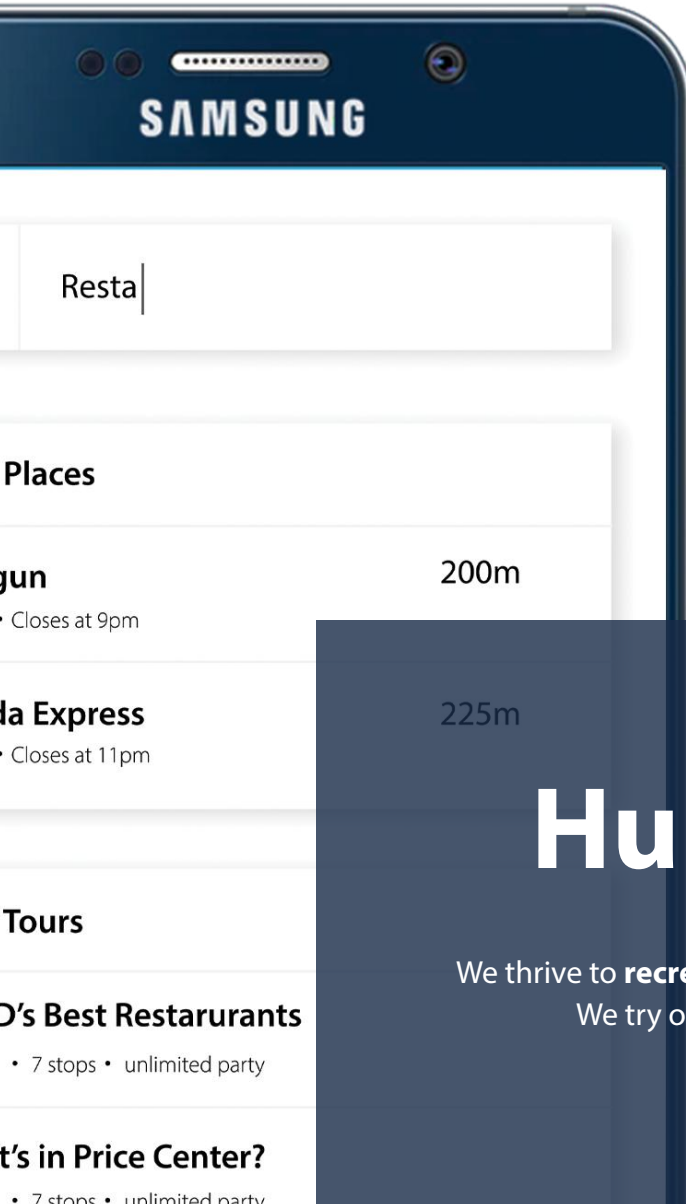 SAMSUNG
Resta
Places
gun
200m
• Closes at 9pm
da Express
225m
• Closes at 11pm
Hu
Tours
We thrive to recre
D’s Best Restarurants
We try o
• 7 stops • unlimited party
t’s in Price Center?
• 7 stops • unlimited party